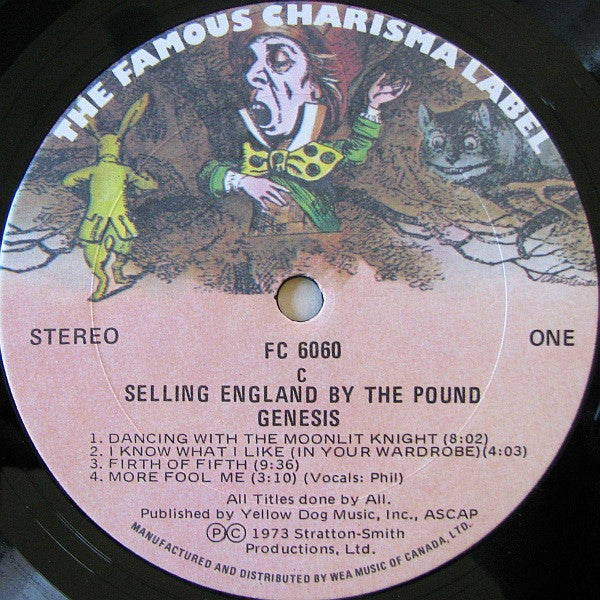 THE FAMOUS CHARISMA LABEL
STEREO
ONE
FC 6060
C
SELLING ENGLAND BY THE POUND
GENESIS
1. DANCING WITH THE MOONLIT KNIGHT (8:02)
2. I KNOW WHAT I LIKE (IN YOUR WARDROBE)(4:03)
3. FIRTH OF FIFTH (9:36)
4. MORE FOOL ME (3:10) (Vocals: Phil)
All Titles done by All.
Published by Yellow Dog Music, Inc., ASCAP
Ⓟ© 1973 Stratton-Smith
Productions, Ltd.
MANUFACTURED AND DISTRIBUTED BY WEA MUSIC OF CANADA, LTD.